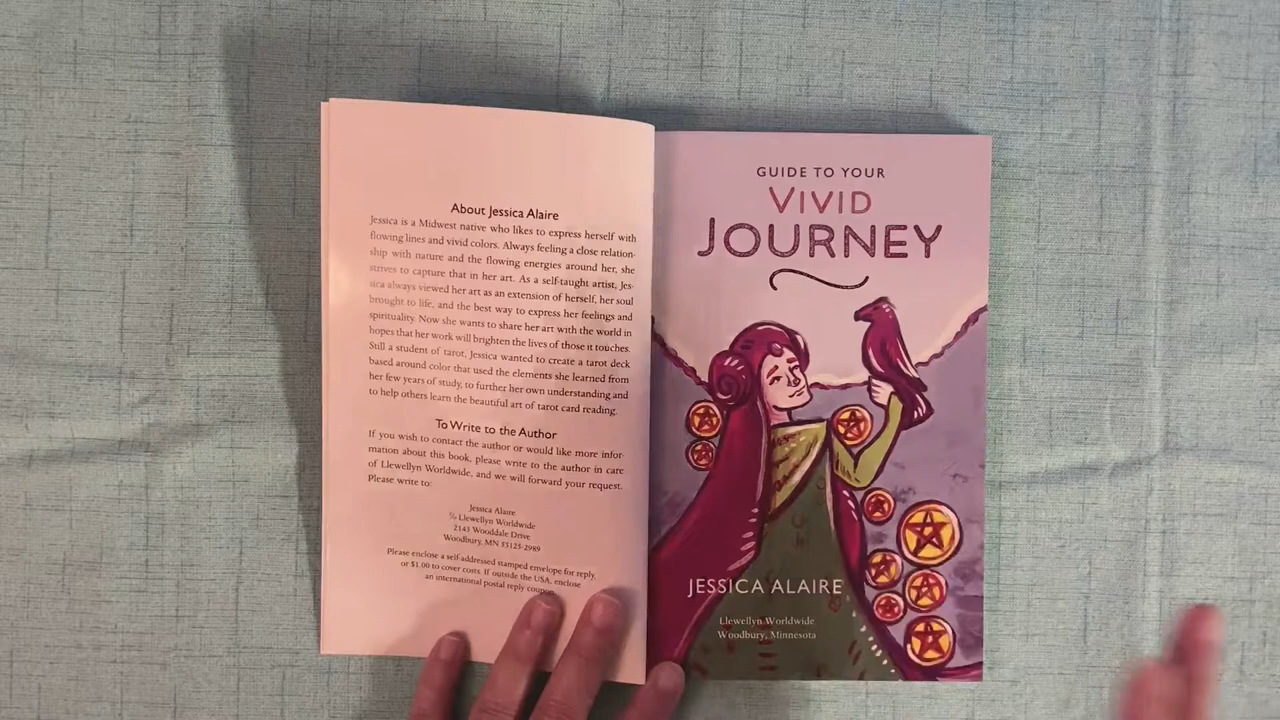 About Jessica Alaire
Jessica is a Midwest native who likes to express herself with
flowing lines and vivid colors. Always feeling a close relation-
ship with nature and the flowing energies around her, she
strives to capture that in her art. As a self-taught artist, Jes-
sica always viewed her art as an extension of herself, her soul
brought to life, and the best way to express her feelings and
spirituality. Now she wants to share her art with the world in
hopes that her work will brighten the lives of those it touches.
Still a student of tarot, Jessica wanted to create a tarot deck
based around color that used the elements she learned from
her few years of study, to further her own understanding and
to help others learn the beautiful art of tarot card reading.
To Write to the Author
If you wish to contact the author or would like more infor-
mation about this book, please write to the author in care
of Llewellyn Worldwide, and we will forward your request.
Please write to:
Jessica Alaire
℅ Llewellyn Worldwide
2143 Wooddale Drive
Woodbury, MN 55125-2989
Please enclose a self-addressed stamped envelope for reply,
or $1.00 to cover costs. If outside the USA, enclose
an international postal reply coupon.
GUIDE TO YOUR
VIVID
JOURNEY
JESSICA ALAIRE
Llewellyn Worldwide
Woodbury, Minnesota